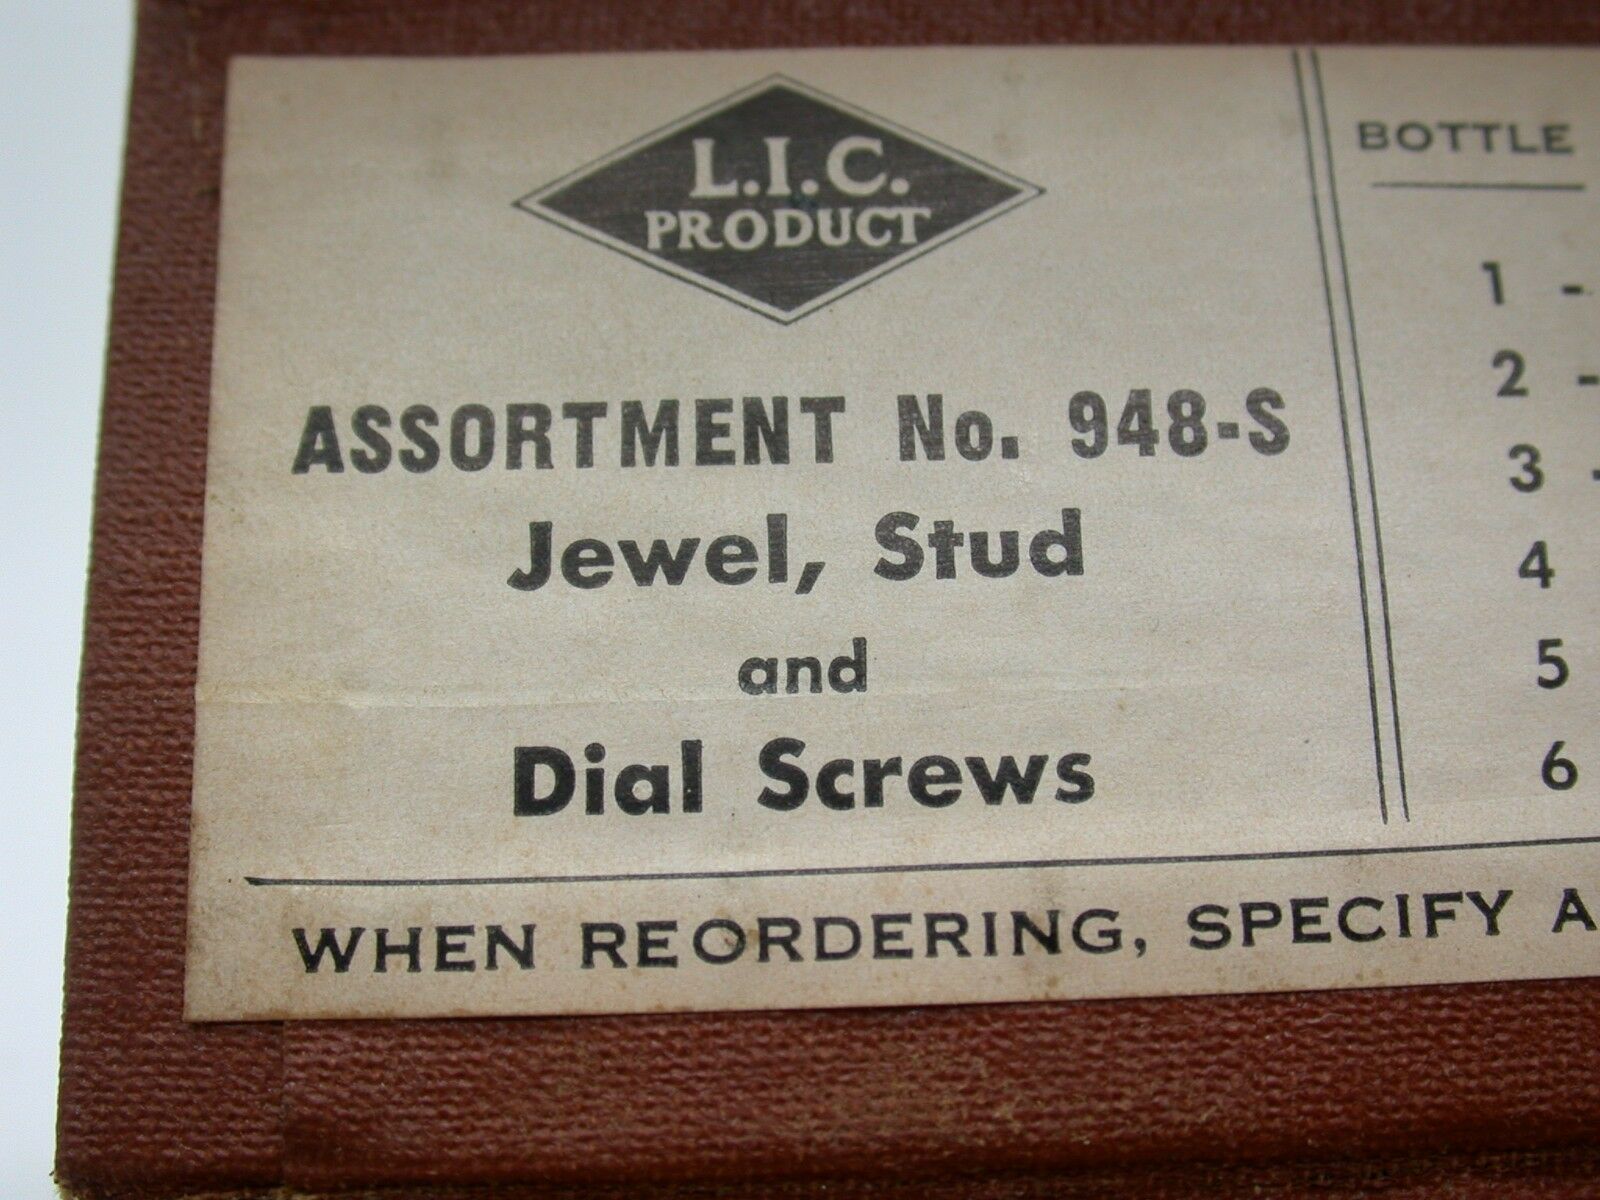 L.I.C.
PRODUCT
ASSORTMENT No. 948-S
Jewel, Stud
and
Dial Screws
BOTTLE
1 -
2 -
3 -
4
5
6
WHEN REORDERING, SPECIFY A